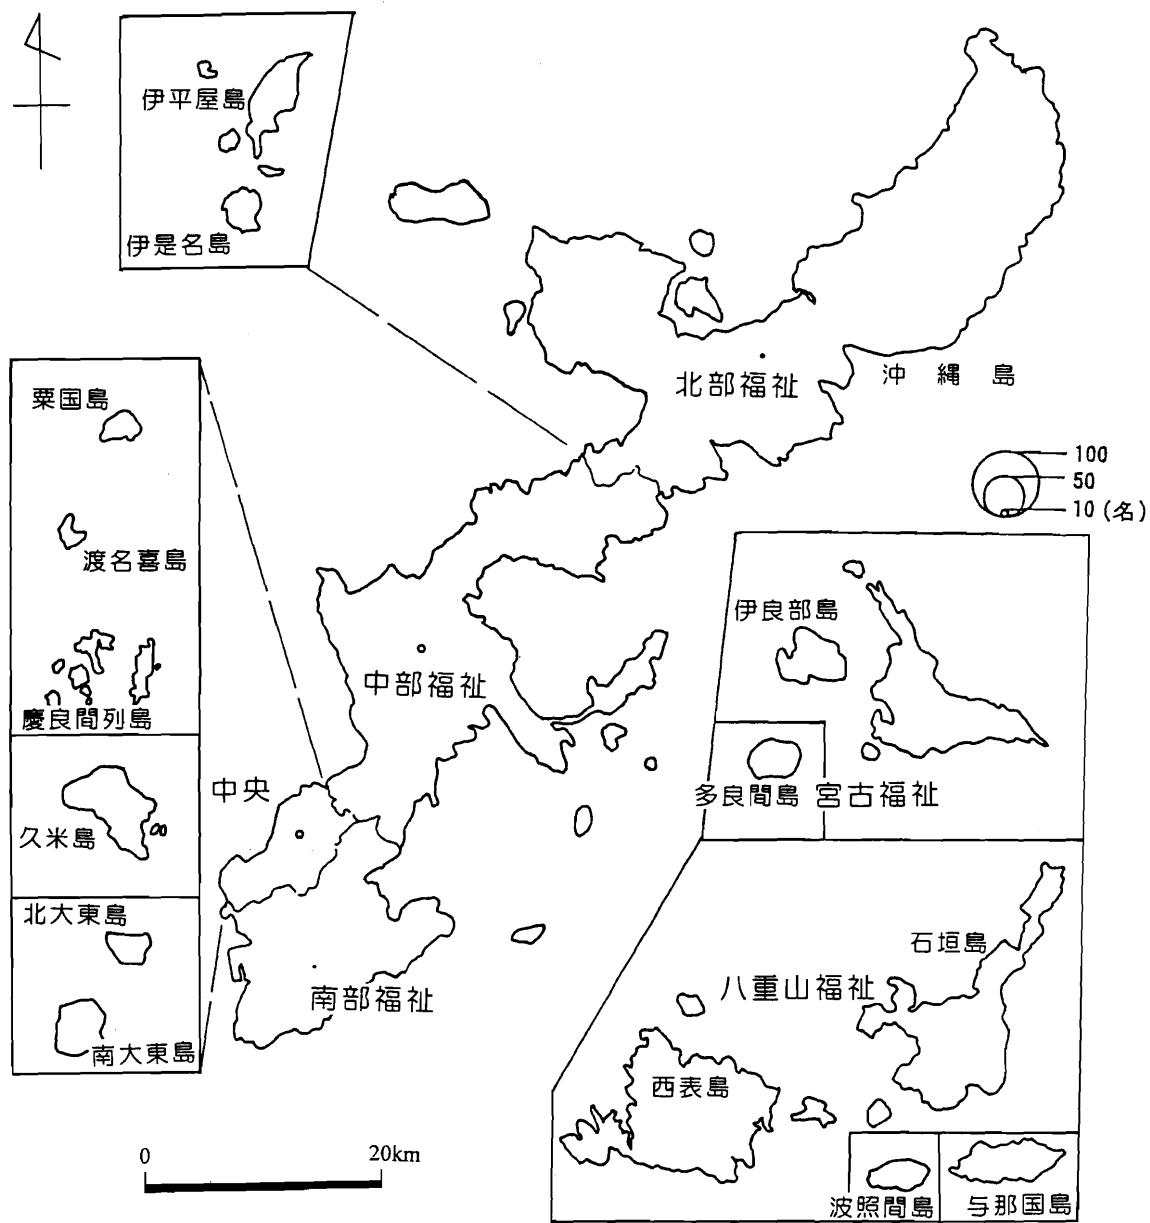 伊平屋島
伊是名島
沖縄島
北部福祉
粟国島
渡名喜島
慶良間列島
100
50
10(名)
伊良部島
多良間島
宮古福祉
中部福祉
中央
久米島
北大東島
南大東島
南部福祉
石垣島
八重山福祉
西表島
波照間島
与那国島
0
20km